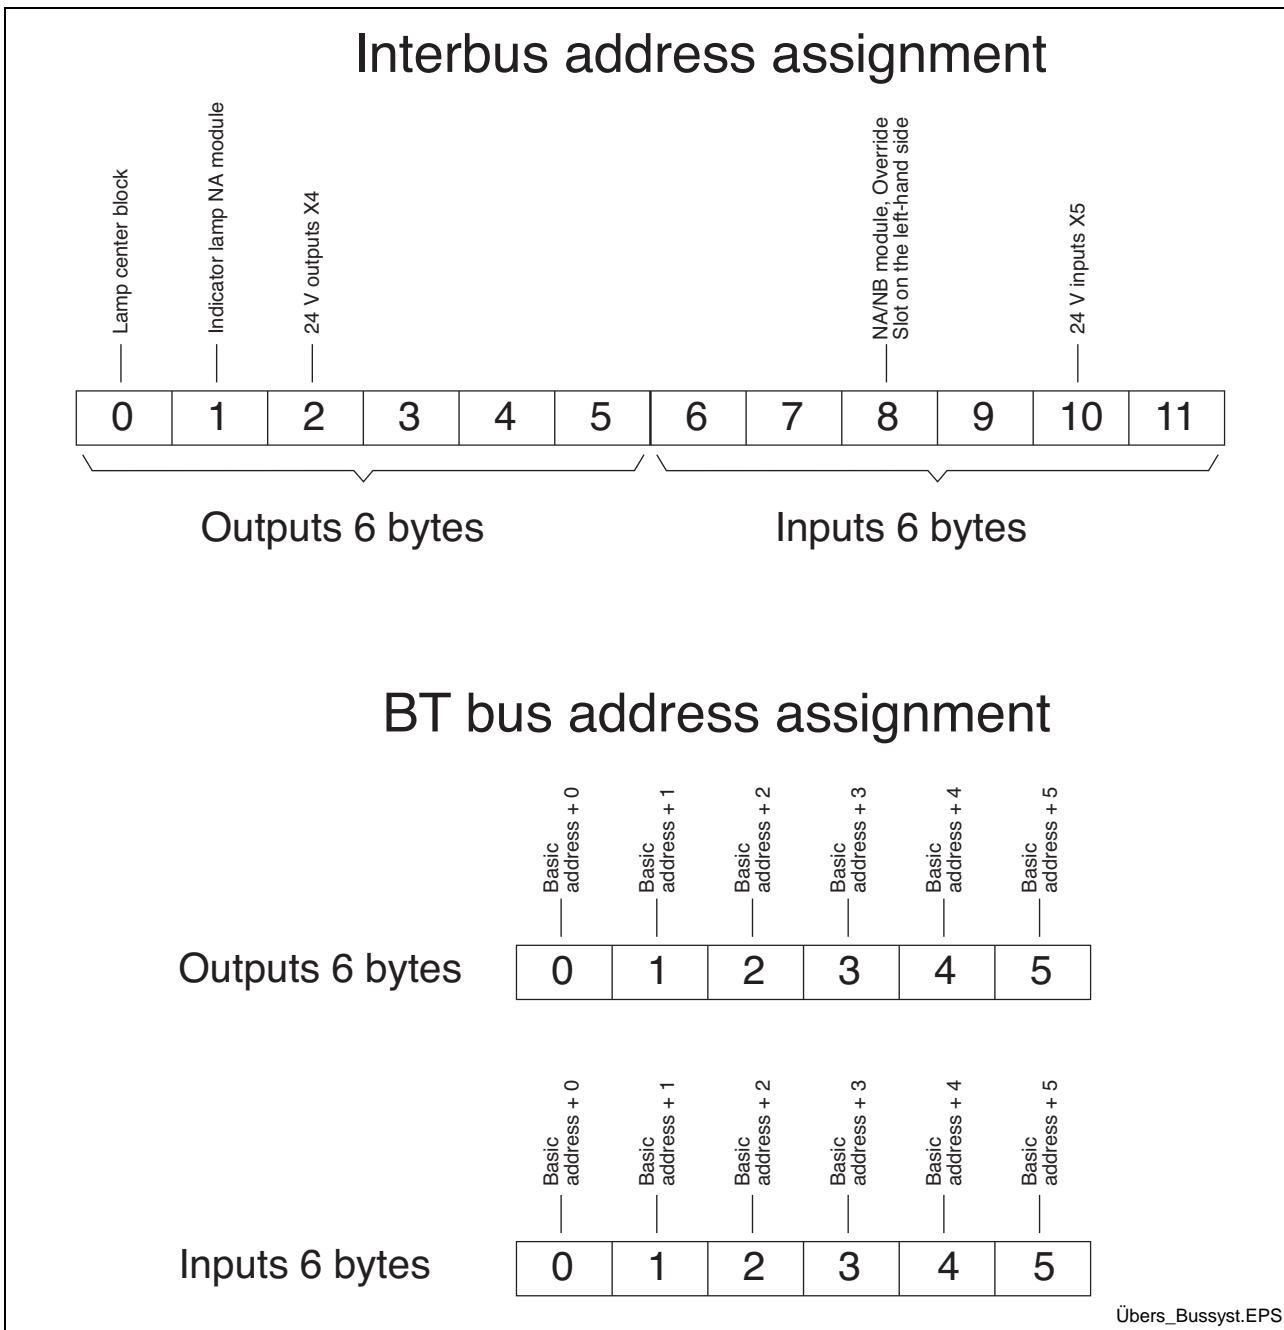 Interbus address assignment
Lamp center block
Indicator lamp NA module
24 V outputs X4
NA/NB module, Override
Slot on the left-hand side
24 V inputs X5
0 1 2 3 4 5 6 7 8 9 10 11
Outputs 6 bytes Inputs 6 bytes
BT bus address assignment
Basic
address + 0
Basic
address + 1
Basic
address + 2
Basic
address + 3
Basic
address + 4
Basic
address + 5
Outputs 6 bytes 0 1 2 3 4 5
Basic
address + 0
Basic
address + 1
Basic
address + 2
Basic
address + 3
Basic
address + 4
Basic
address + 5
Inputs 6 bytes 0 1 2 3 4 5
Übers_Bussyst.EPS